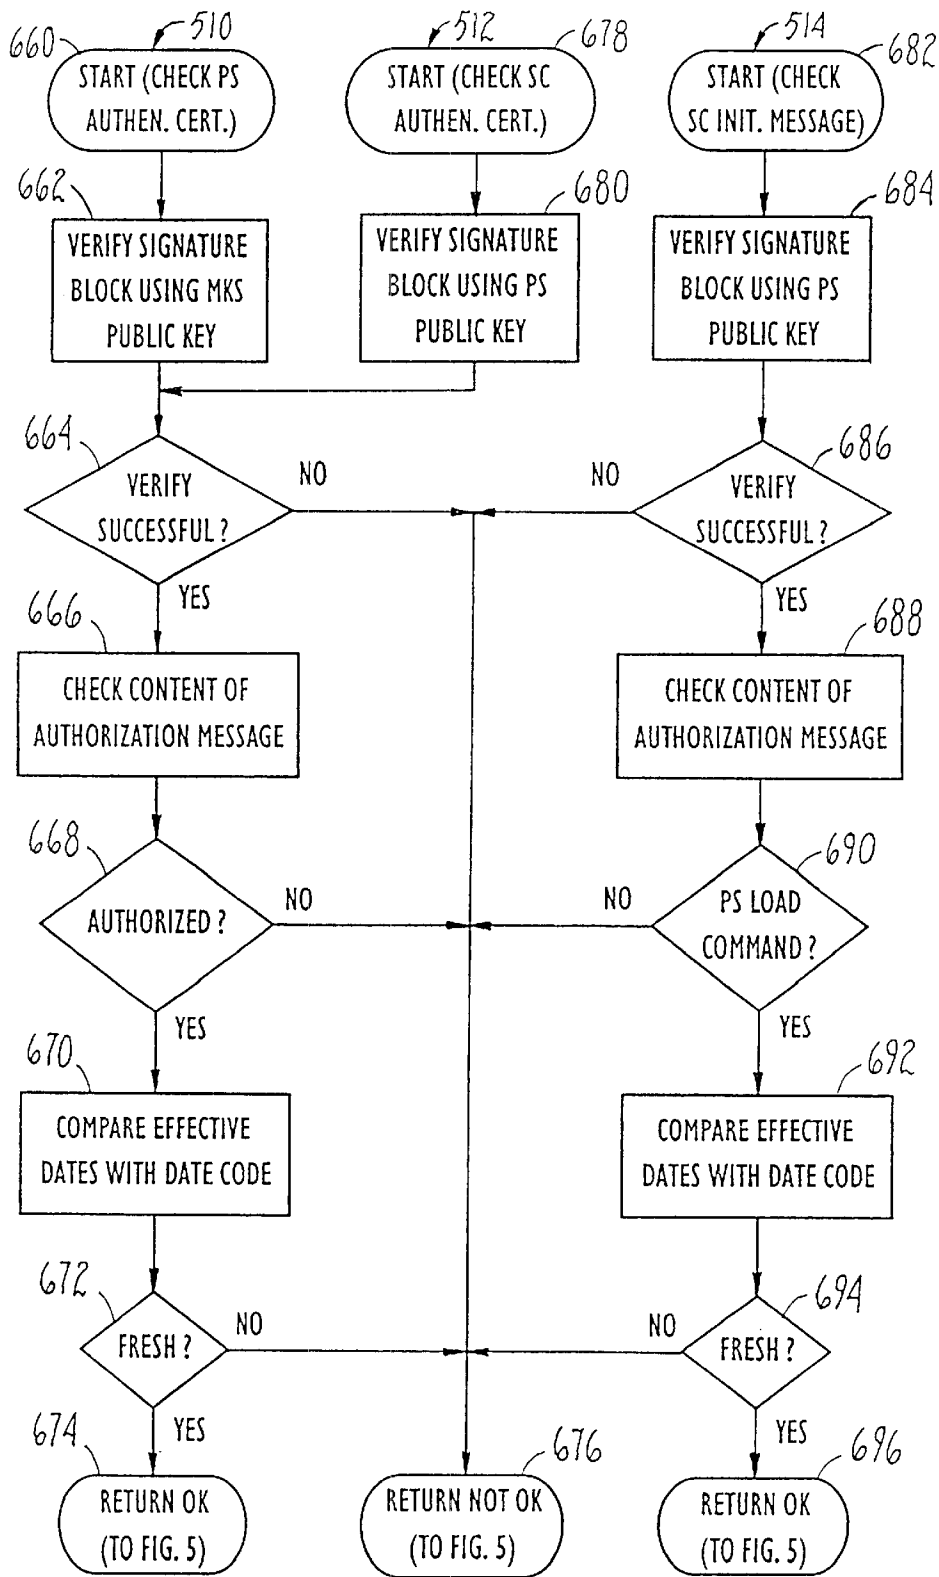 660
510
START (CHECK PS
AUTHEN. CERT.)
512
678
START (CHECK SC
AUTHEN. CERT.)
514
682
START (CHECK
SC INIT. MESSAGE)
662
VERIFY SIGNATURE
BLOCK USING MKS
PUBLIC KEY
680
VERIFY SIGNATURE
BLOCK USING PS
PUBLIC KEY
684
VERIFY SIGNATURE
BLOCK USING PS
PUBLIC KEY
664
VERIFY
SUCCESSFUL ?
NO
YES
686
NO
VERIFY
SUCCESSFUL ?
YES
666
CHECK CONTENT OF
AUTHORIZATION MESSAGE
688
CHECK CONTENT OF
AUTHORIZATION MESSAGE
668
AUTHORIZED ?
NO
YES
690
NO
PS LOAD
COMMAND ?
YES
670
COMPARE EFFECTIVE
DATES WITH DATE CODE
692
COMPARE EFFECTIVE
DATES WITH DATE CODE
672
FRESH ?
NO
YES
694
NO
FRESH ?
YES
674
RETURN OK
(TO FIG. 5)
676
RETURN NOT OK
(TO FIG. 5)
696
RETURN OK
(TO FIG. 5)